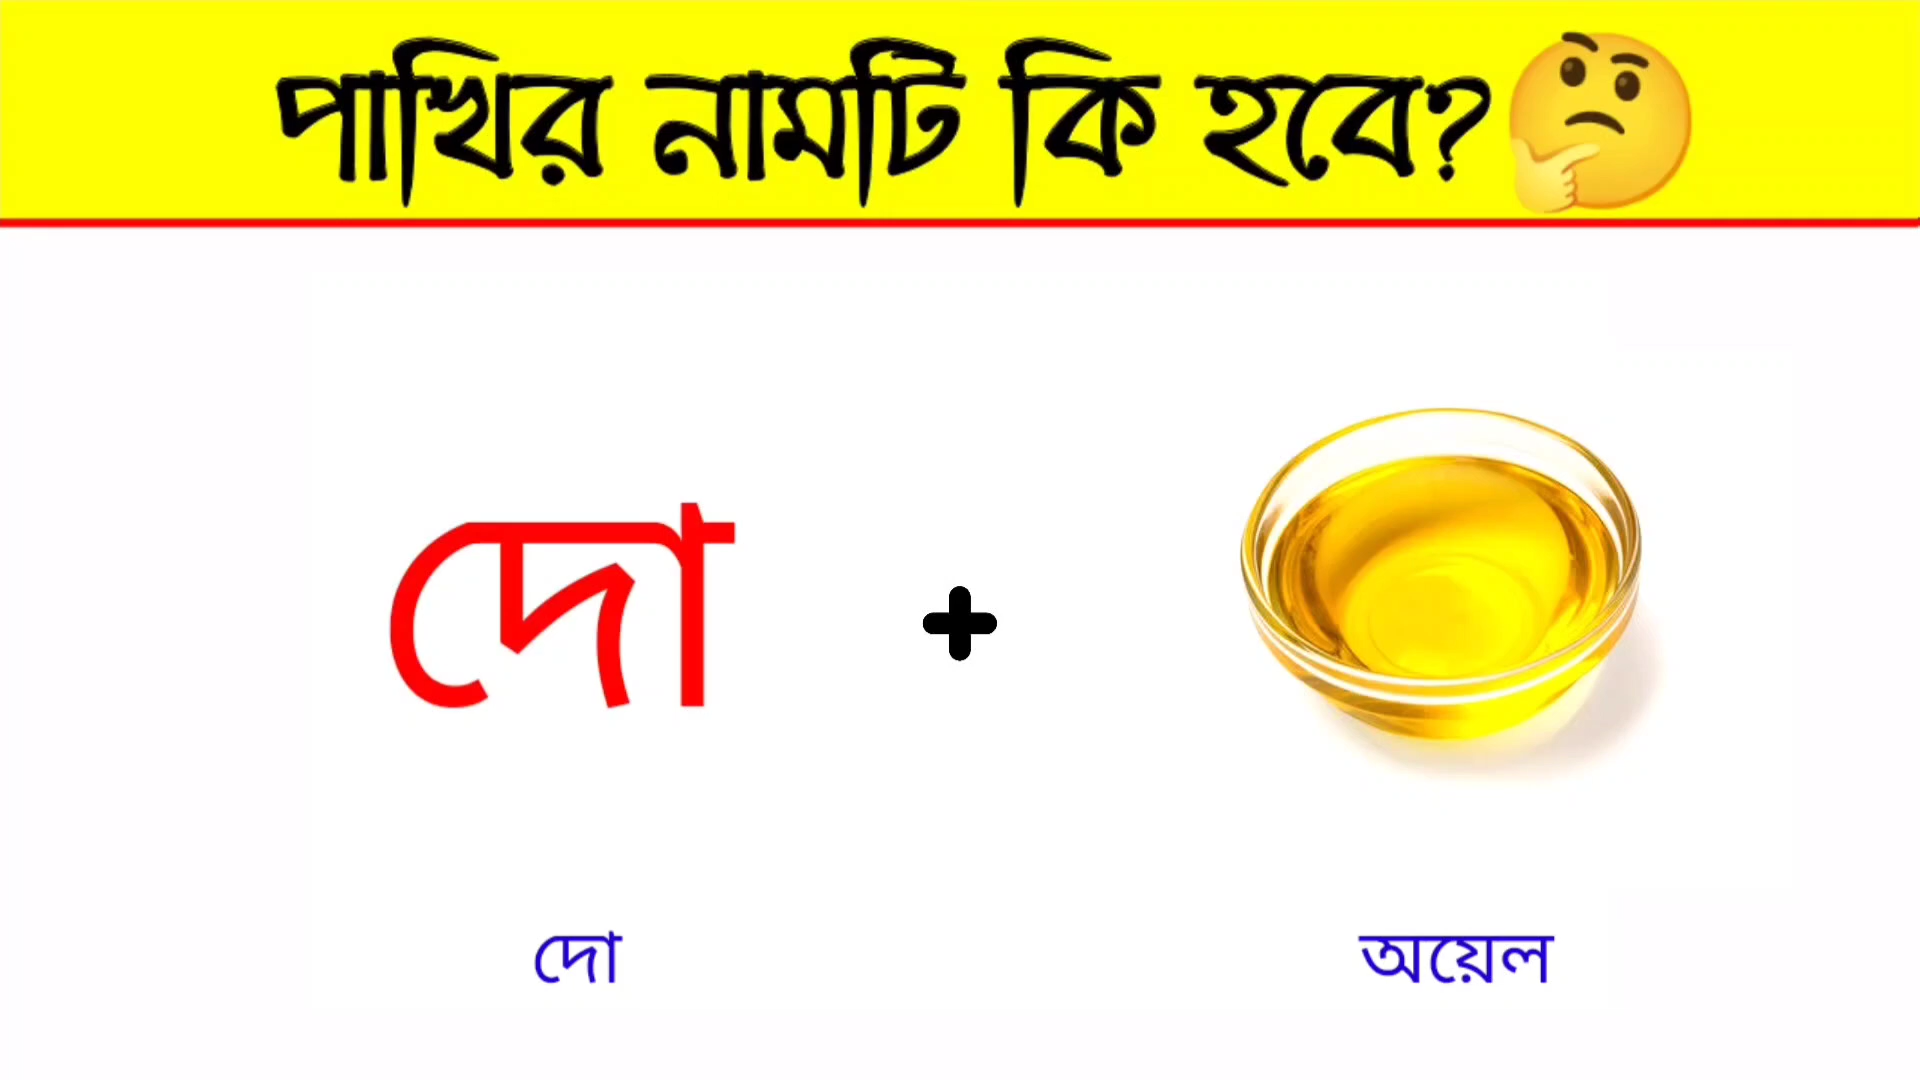 পাখির নামটি কি হবে?
দো
+
দো
অয়েল